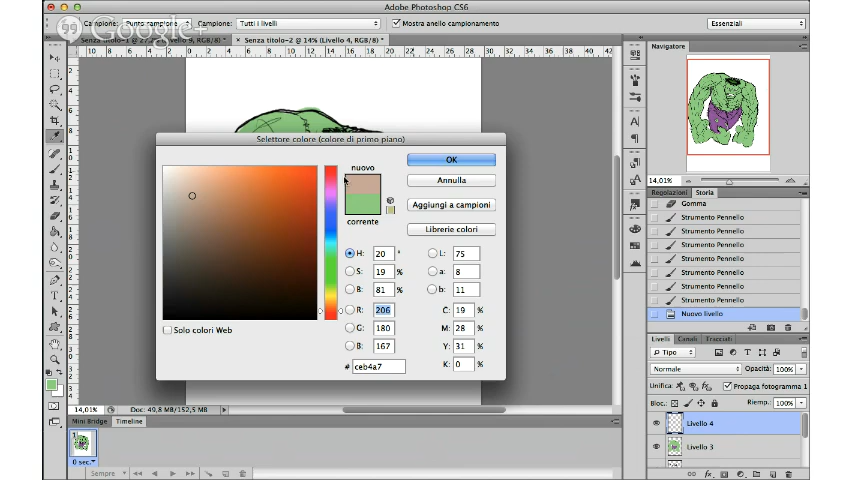 Adobe Photoshop CS6
Campione: Punto campione Campione: Tutti i livelli Mostra anello campionamento Essenziali
Google+
Senza titolo-2 @ 14% (Livello 4, RGB/8) *
Navigatore
Selettore colore (colore di primo piano)
nuovo
OK
Annulla
Aggiungi a campioni
corrente
Librerie colori
H: 20 °
S: 19 %
B: 81 %
L: 75
a: 8
b: 11
R: 206
G: 180
B: 167
C: 19 %
M: 28 %
Y: 31 %
K: 0 %
Solo colori Web
# ceb4a7
14,01%
Regolazioni Storia
Gomma
Strumento Pennello
Strumento Pennello
Strumento Pennello
Strumento Pennello
Strumento Pennello
Strumento Pennello
Nuovo livello
Livelli Canali Tracciati
Tipo
Normale Opacità: 100%
Unifica: Propaga fotogramma 1
Bloc.: Riemp.: 100%
Livello 4
Livello 3
14,01% Doc: 49,8 MB/152,5 MB
Mini Bridge Timeline
1
0 sec.
Sempre